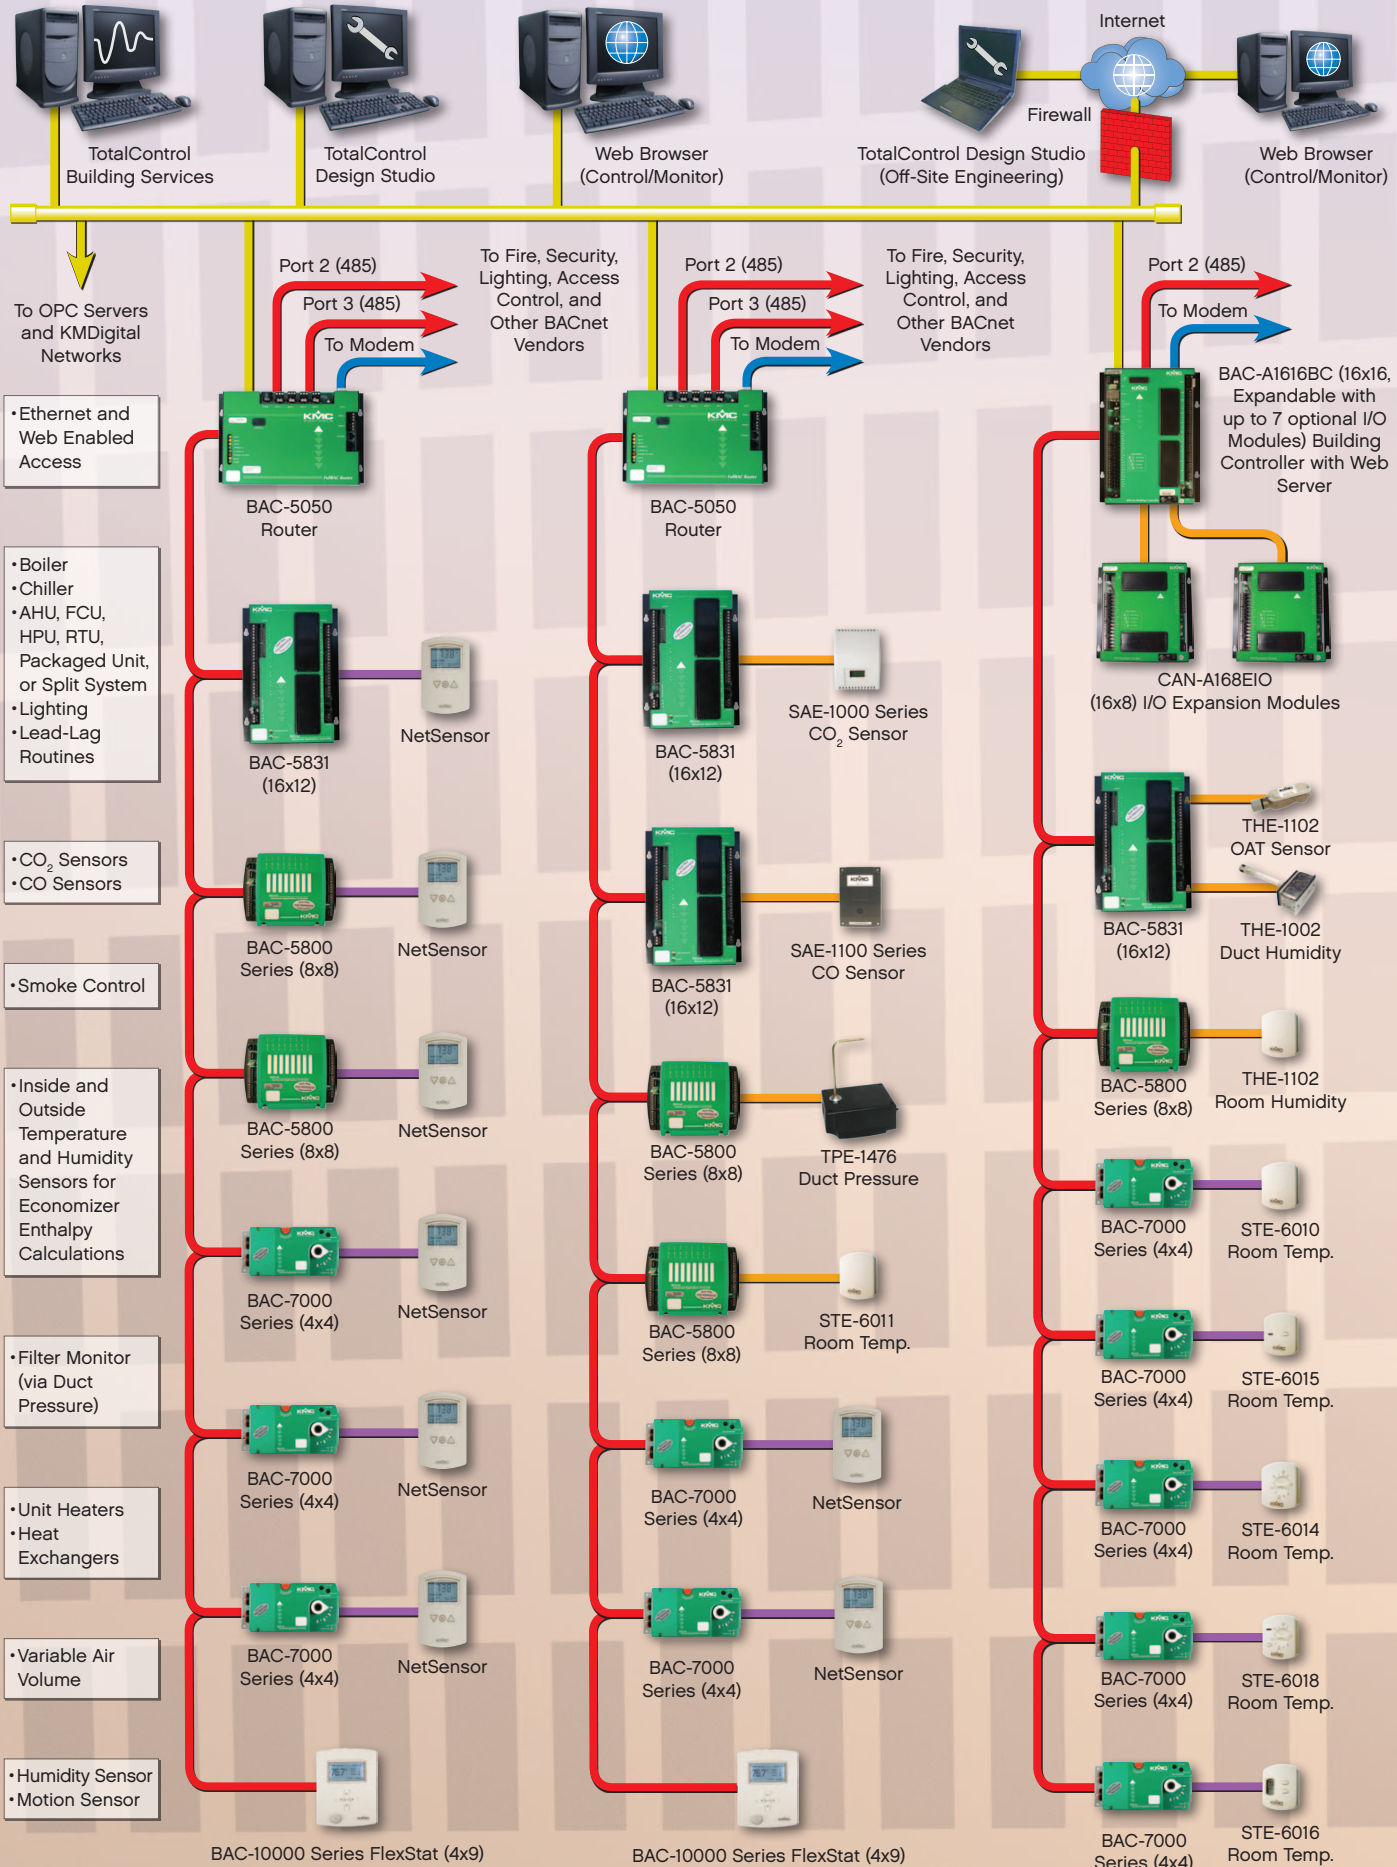 Internet
Firewall
TotalControl
Building Services
TotalControl
Design Studio
Web Browser
(Control/Monitor)
TotalControl Design Studio
(Off-Site Engineering)
Web Browser
(Control/Monitor)
To OPC Servers
and KMDigital
Networks
Port 2 (485)
Port 3 (485)
To Modem
To Fire, Security,
Lighting, Access
Control, and
Other BACnet
Vendors
Port 2 (485)
Port 3 (485)
To Modem
To Fire, Security,
Lighting, Access
Control, and
Other BACnet
Vendors
Port 2 (485)
To Modem
• Ethernet and
Web Enabled
Access
• Boiler
• Chiller
• AHU, FCU,
HPU, RTU,
Packaged Unit,
or Split System
• Lighting
• Lead-Lag
Routines
• CO2 Sensors
• CO Sensors
• Smoke Control
• Inside and
Outside
Temperature
and Humidity
Sensors for
Economizer
Enthalpy
Calculations
• Filter Monitor
(via Duct
Pressure)
• Unit Heaters
• Heat
Exchangers
• Variable Air
Volume
• Humidity Sensor
• Motion Sensor
KMC
BAC-5050
Router
KMC
BAC-5831
(16x12)
NetSensor
BAC-5800
Series (8x8)
NetSensor
BAC-5800
Series (8x8)
NetSensor
BAC-7000
Series (4x4)
NetSensor
BAC-7000
Series (4x4)
NetSensor
BAC-7000
Series (4x4)
NetSensor
BAC-10000 Series FlexStat (4x9)
KMC
BAC-5050
Router
KMC
BAC-5831
(16x12)
SAE-1000 Series
CO2 Sensor
KMC
BAC-5831
(16x12)
KMC
SAE-1100 Series
CO Sensor
BAC-5800
Series (8x8)
TPE-1476
Duct Pressure
BAC-5800
Series (8x8)
STE-6011
Room Temp.
BAC-7000
Series (4x4)
NetSensor
BAC-7000
Series (4x4)
NetSensor
BAC-10000 Series FlexStat (4x9)
BAC-A1616BC (16x16,
Expandable with
up to 7 optional I/O
Modules) Building
Controller with Web
Server
CAN-A168EIO
(16x8) I/O Expansion Modules
KMC
BAC-5831
(16x12)
THE-1102
OAT Sensor
THE-1002
Duct Humidity
BAC-5800
Series (8x8)
THE-1102
Room Humidity
BAC-7000
Series (4x4)
STE-6010
Room Temp.
BAC-7000
Series (4x4)
STE-6015
Room Temp.
BAC-7000
Series (4x4)
STE-6014
Room Temp.
BAC-7000
Series (4x4)
STE-6018
Room Temp.
BAC-7000
Series (4x4)
STE-6016
Room Temp.